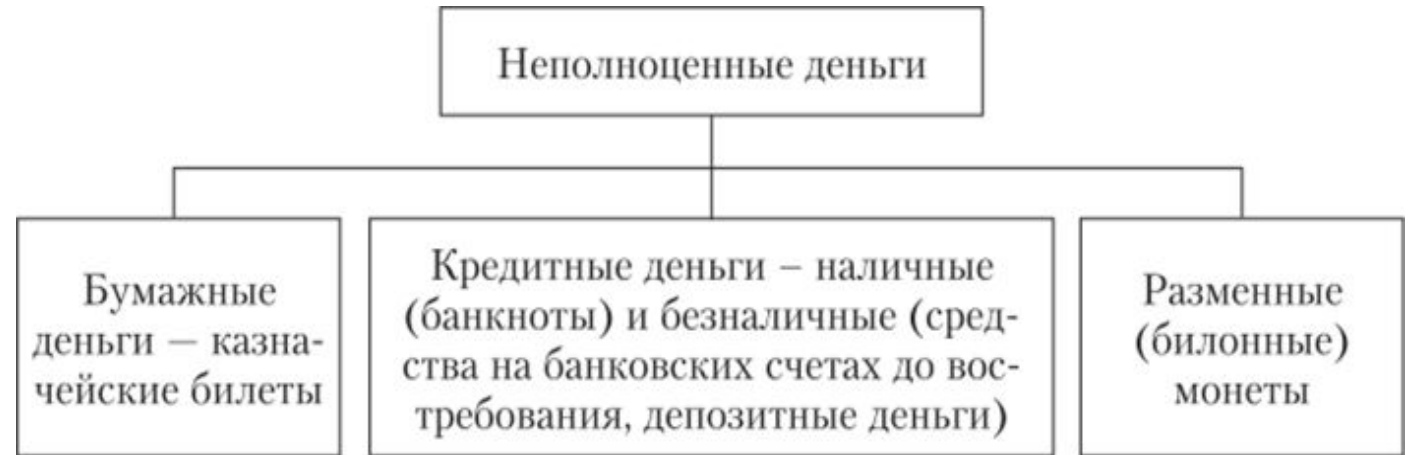 Неполноценные деньги
Бумажные
деньги — казна-
чейские билеты
Кредитные деньги – наличные
(банкноты) и безналичные (сред-
ства на банковских счетах до вос-
требования, депозитные деньги)
Разменные
(билонные)
монеты